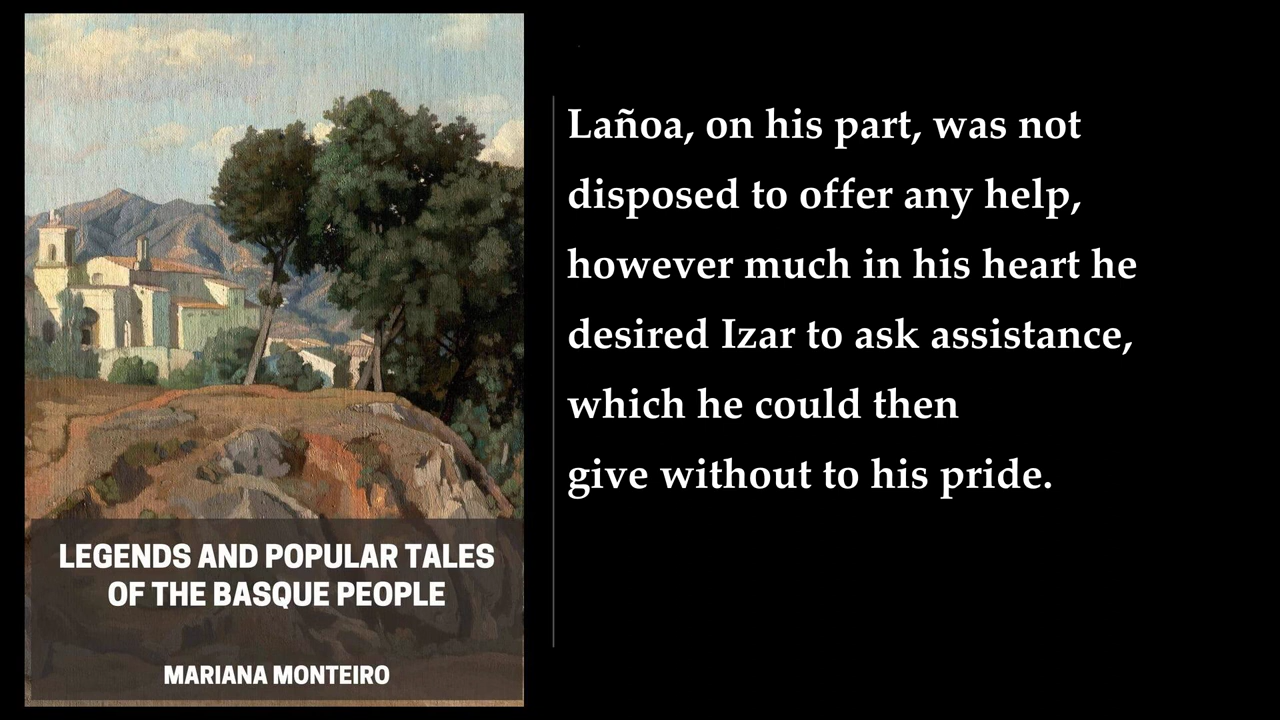 Lañoa, on his part, was not
disposed to offer any help,
however much in his heart he
desired Izar to ask assistance,
which he could then
give without to his pride.
LEGENDS AND POPULAR TALES
OF THE BASQUE PEOPLE
MARIANA MONTEIRO